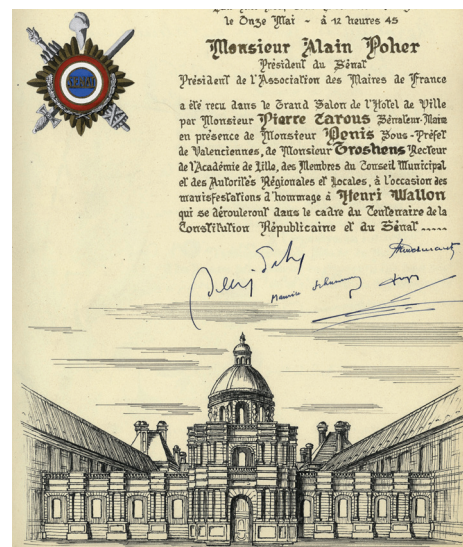 le Onze Mai - à 12 heures 45
Monsieur Alain Poher
Président du Sénat
Président de l'Association des Maires de France
SÉNAT
a été reçu dans le Grand Salon de l'Hôtel de Ville
par Monsieur Pierre Carous Sénateur-Maire
en présence de Monsieur Denis Sous-Préfet
de Valenciennes, de Monsieur Groshens Recteur
de l'Académie de Lille, des Membres du Conseil Municipal
et des Autorités Régionales et Locales, à l'occasion des
manifestations d'hommage à Henri Wallon
qui se dérouleront dans le cadre du Centenaire de la
Constitution Républicaine et du Sénat .....
Maurice Schumann